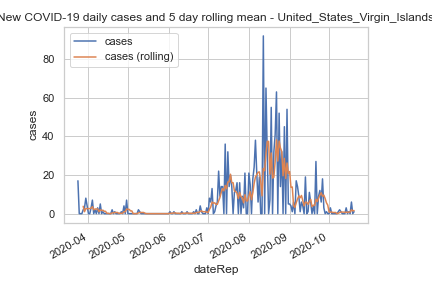 New COVID-19 daily cases and 5 day rolling mean - United_States_Virgin_Islands
cases
cases (rolling)
80
60
40
20
0
cases
2020-04
2020-05
2020-06
2020-07
2020-08
2020-09
2020-10
dateRep